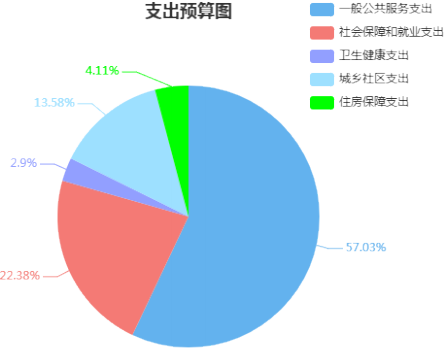 支出预算图
一般公共服务支出
社会保障和就业支出
卫生健康支出
城乡社区支出
住房保障支出
4.11%
13.58%
2.9%
22.38%
57.03%